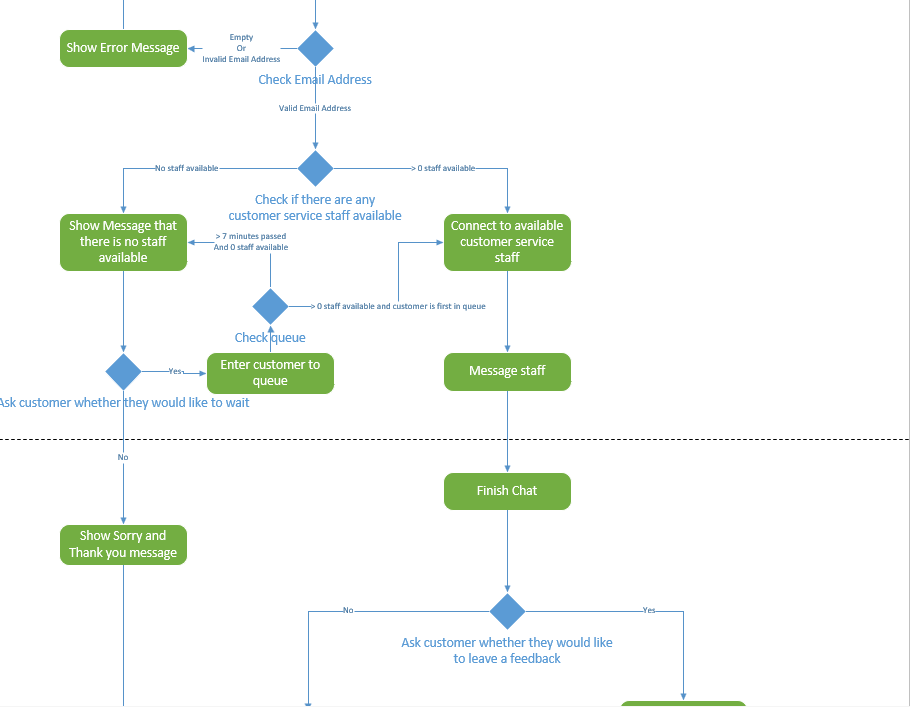 Empty
Or
Invalid Email Address
Show Error Message
Check Email Address
Valid Email Address
No staff available
> 0 staff available
Check if there are any
customer service staff available
Show Message that
there is no staff
available
> 7 minutes passed
And 0 staff available
Connect to available
customer service
staff
> 0 staff available and customer is first in queue
Check queue
Enter customer to
queue
Yes
Message staff
Ask customer whether they would like to wait
No
Finish Chat
Show Sorry and
Thank you message
No
Yes
Ask customer whether they would like
to leave a feedback